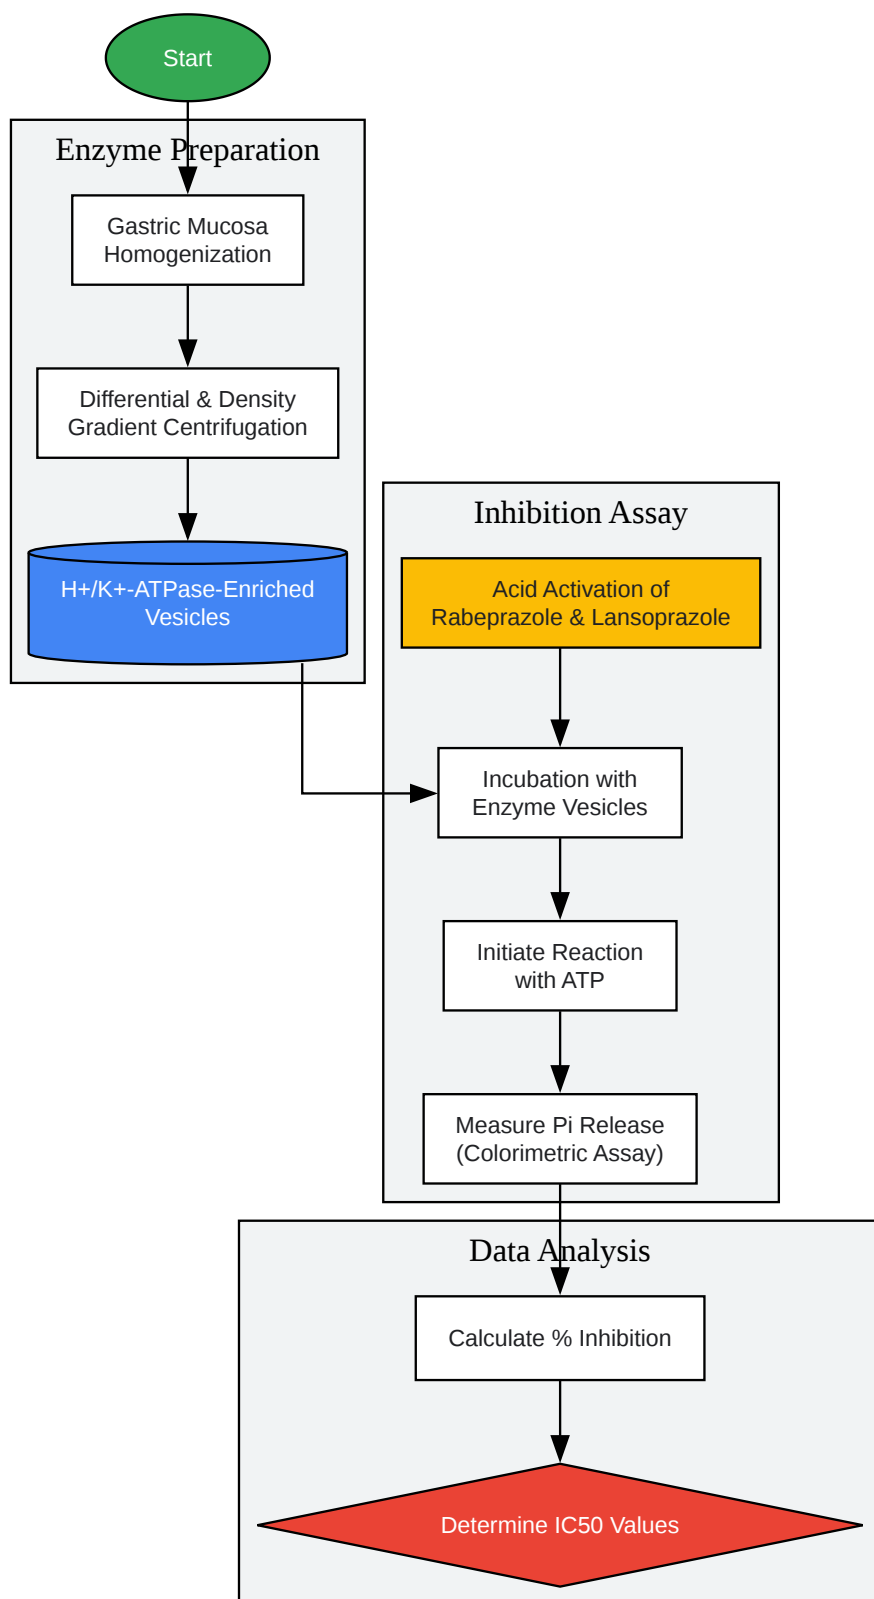 Start
Enzyme Preparation
Gastric Mucosa
Homogenization
Differential & Density
Gradient Centrifugation
H+/K+-ATPase-Enriched
Vesicles
Inhibition Assay
Acid Activation of
Rabeprazole & Lansoprazole
Incubation with
Enzyme Vesicles
Initiate Reaction
with ATP
Measure Pi Release
(Colorimetric Assay)
Data Analysis
Calculate % Inhibition
Determine IC50 Values